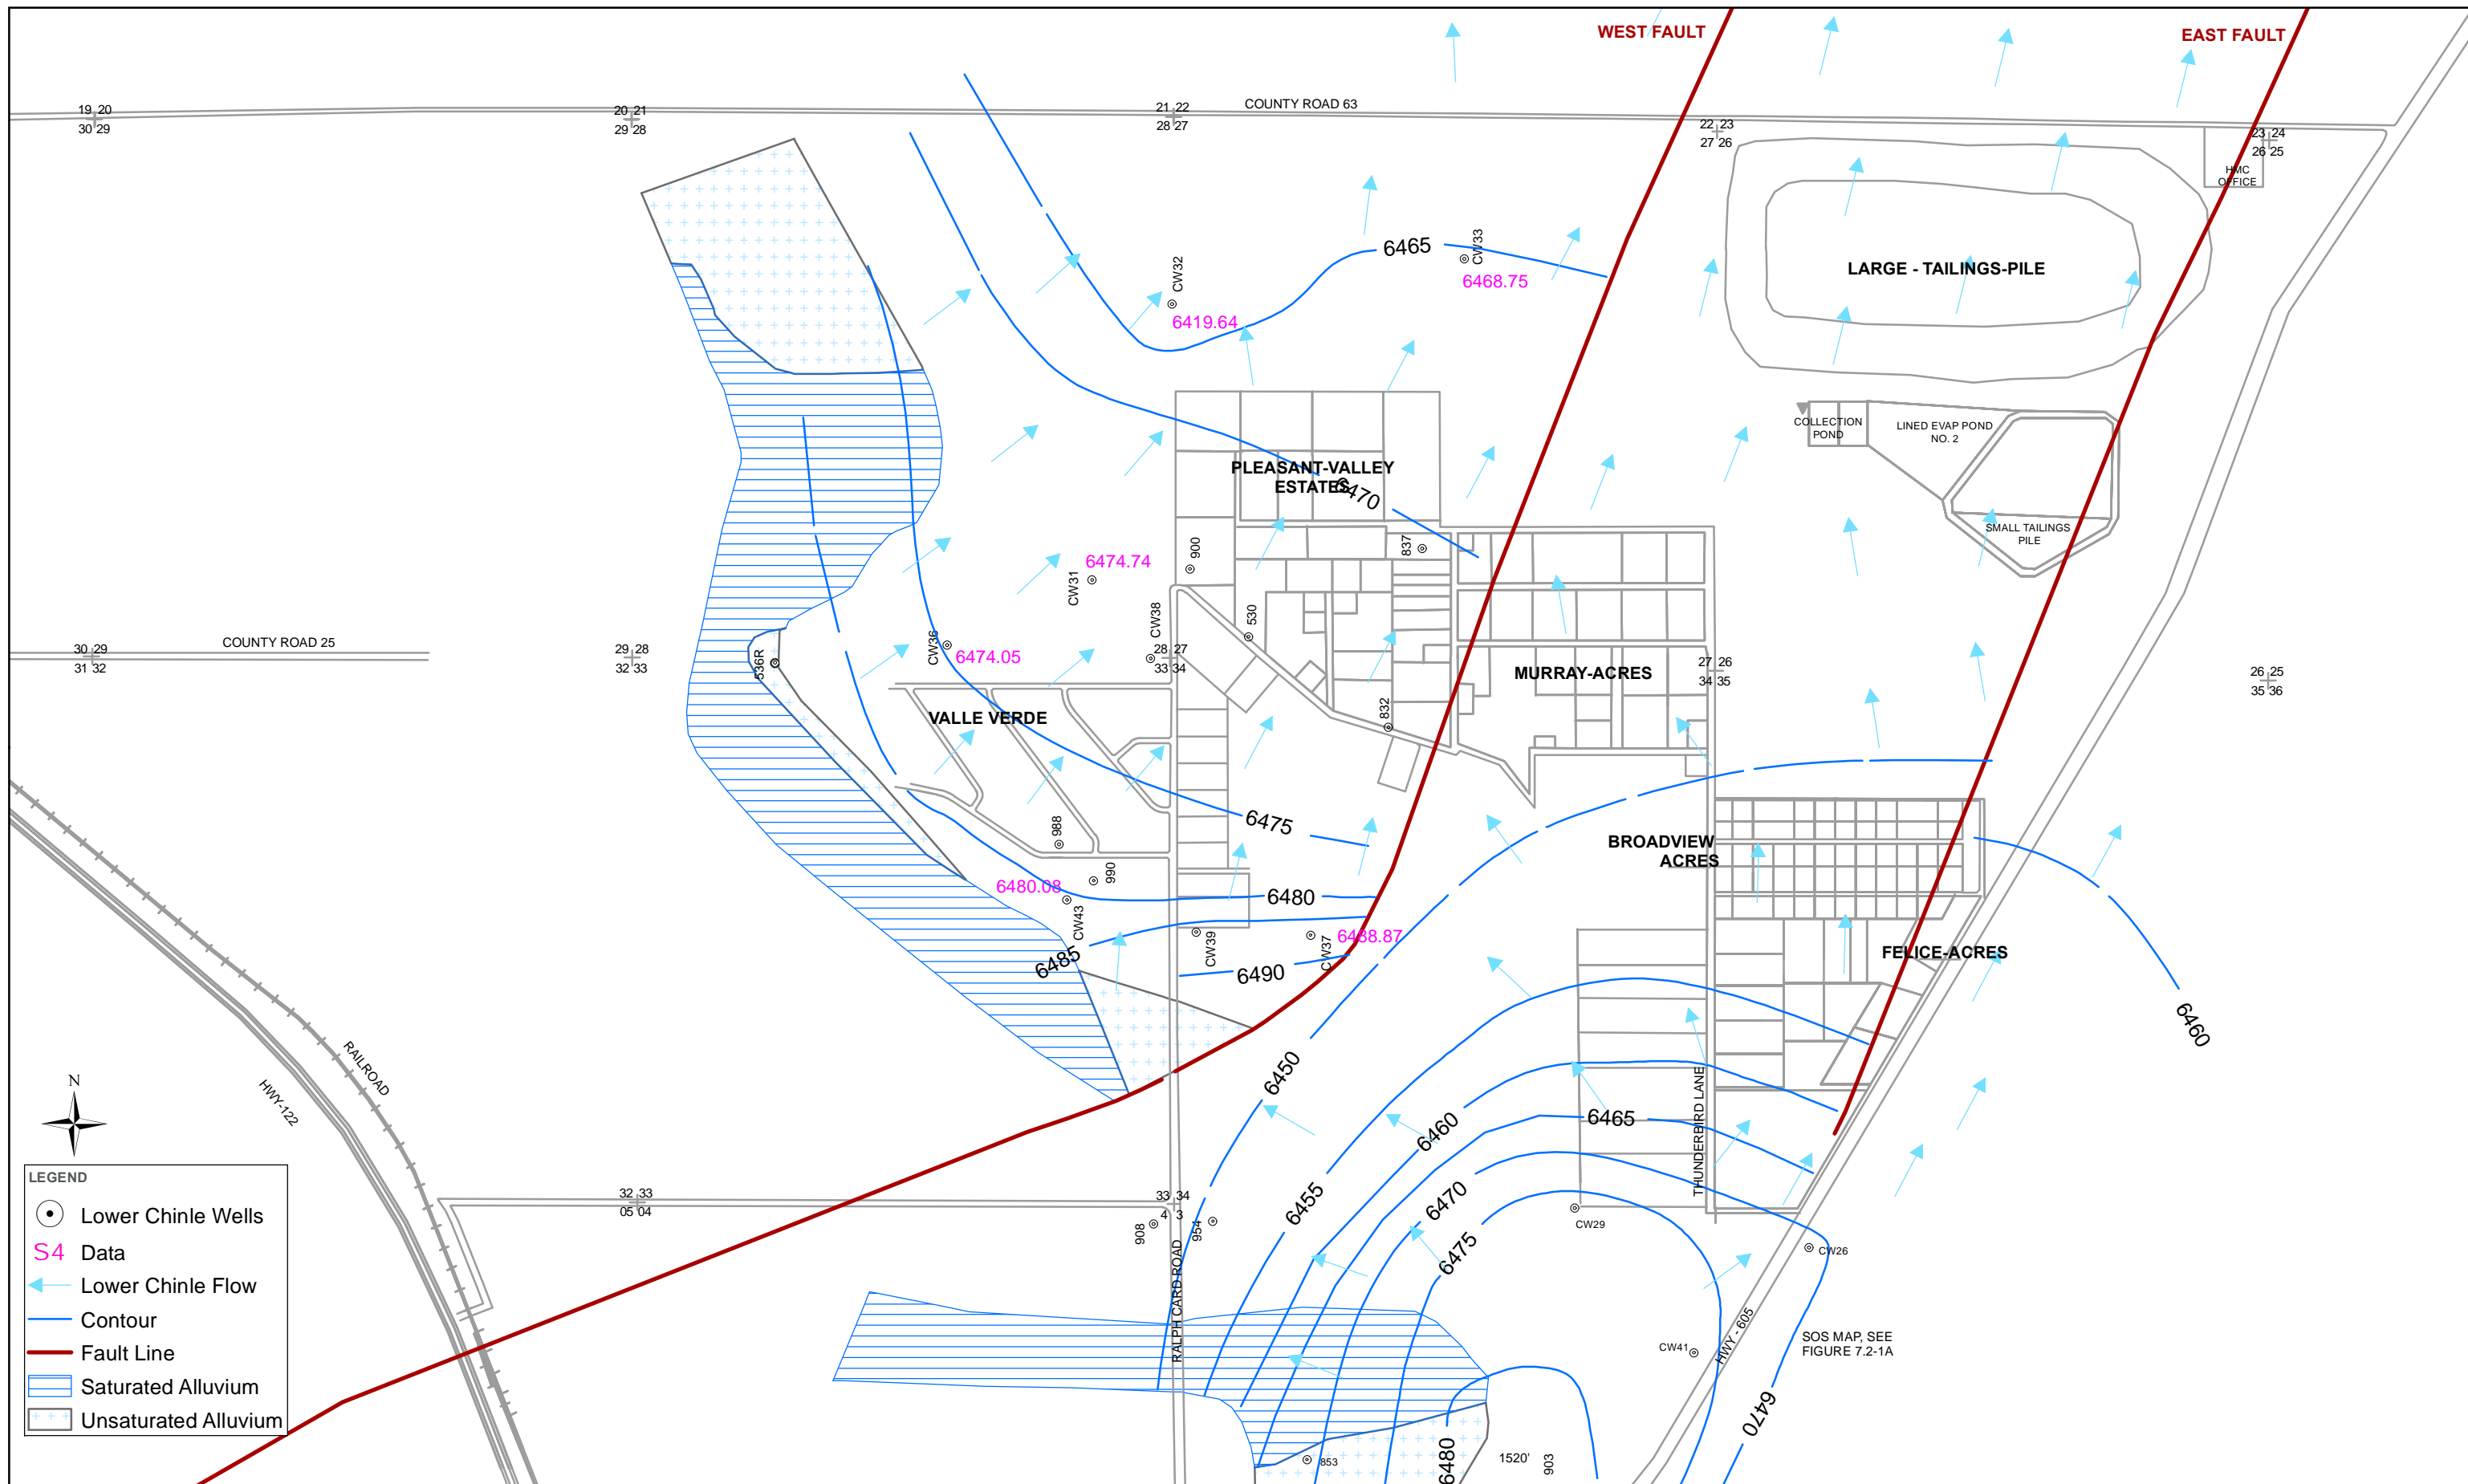 WEST FAULT
EAST FAULT
19 20
30 29
20 21
29 28
21 22
28 27
COUNTY ROAD 63
22 23
27 26
23 24
26 25
HMC
OFFICE
6465
CW33
6468.75
CW32
6419.64
LARGE - TAILINGS-PILE
COLLECTION
POND
LINED EVAP POND
NO. 2
PLEASANT-VALLEY
ESTATES
6470
SMALL TAILINGS
PILE
837
900
6474.74
CW31
CW38
530
COUNTY ROAD 25
30 29
31 32
29 28
32 33
536R
CW36
6474.05
28 27
33 34
MURRAY-ACRES
27 26
34 35
26 25
35 36
VALLE VERDE
832
6475
988
990
BROADVIEW
ACRES
6480.08
CW43
6480
6485
CW39
CW37
6488.87
6490
FELICE-ACRES
6460
RAILROAD
HWY-122
N
6450
THUNDERBIRD LANE
6460
6465
6455
6470
6475
32 33
05 04
33 34
4 3
908
954
RALPH CARD ROAD
CW29
CW26
CW41
HWY - 605
SOS MAP, SEE
FIGURE 7.2-1A
6470
6480
853
1520'
903
LEGEND
Lower Chinle Wells
S4 Data
Lower Chinle Flow
Contour
Fault Line
Saturated Alluvium
Unsaturated Alluvium